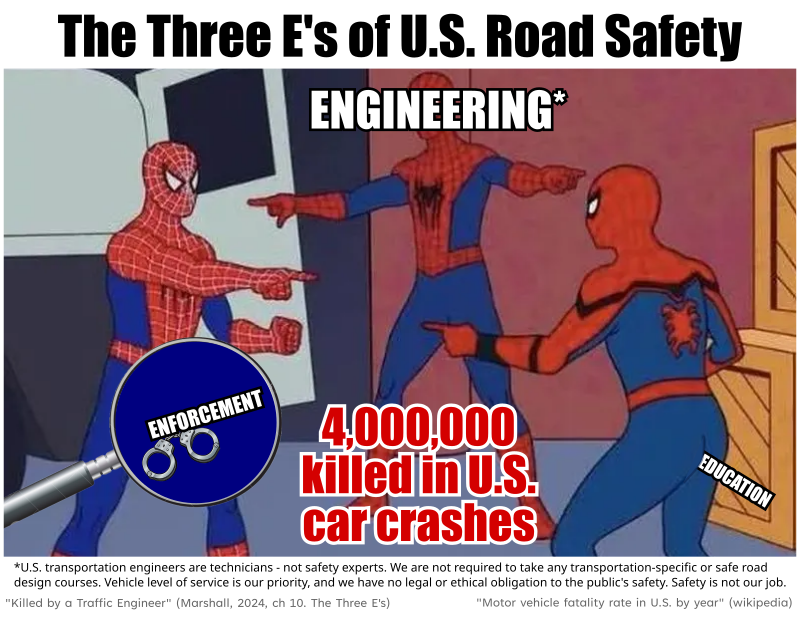 The Three E's of U.S. Road Safety
ENGINEERING*
ENFORCEMENT
4,000,000
killed in U.S.
car crashes
EDUCATION
*U.S. transportation engineers are technicians - not safety experts. We are not required to take any transportation-specific or safe road
design courses. Vehicle level of service is our priority, and we have no legal or ethical obligation to the public's safety. Safety is not our job.
"Killed by a Traffic Engineer" (Marshall, 2024, ch 10. The Three E's)
"Motor vehicle fatality rate in U.S. by year" (wikipedia)